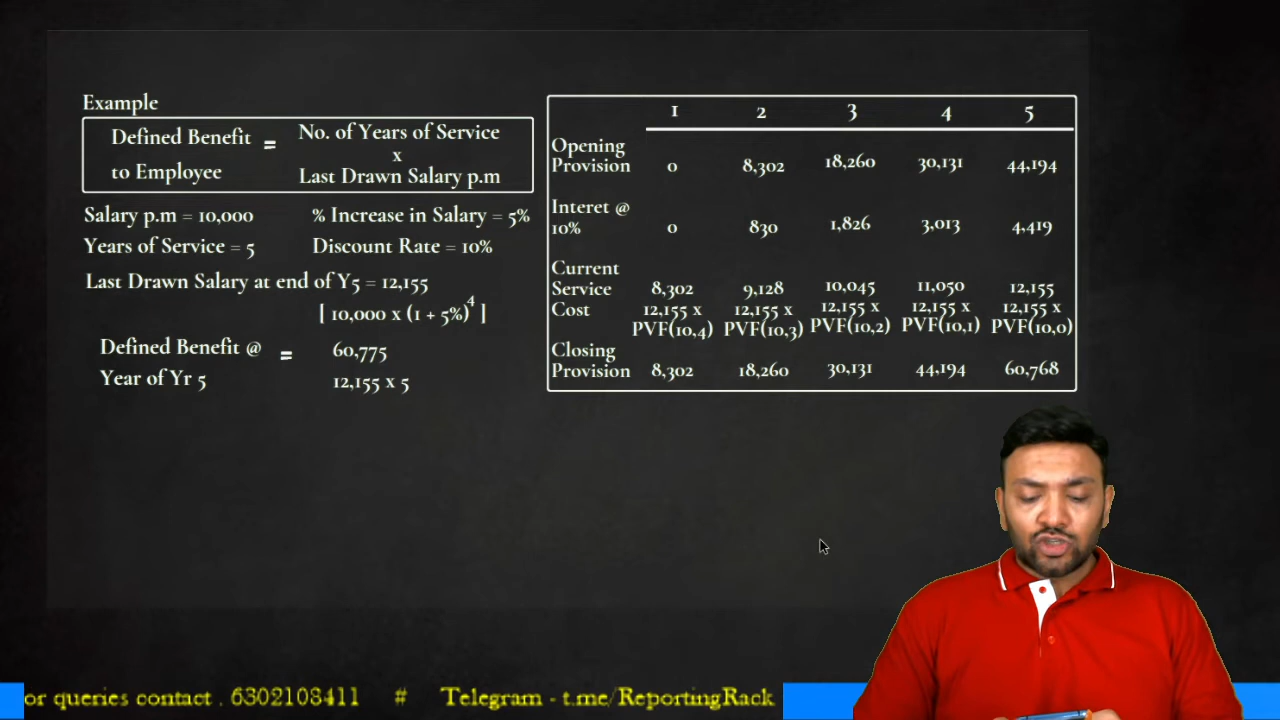 Example
Defined Benefit = No. of Years of Service
x
to Employee Last Drawn Salary p.m
Salary p.m = 10,000 % Increase in Salary = 5%
Years of Service = 5 Discount Rate = 10%
Last Drawn Salary at end of Y5 = 12,155
[ 10,000 x (1 + 5%)^4 ]
Defined Benefit @ = 60,775
Year of Yr 5 12,155 x 5
1 2 3 4 5
Opening
Provision 0 8,302 18,260 30,131 44,194
Interet @
10% 0 830 1,826 3,013 4,419
Current
Service 8,302 9,128 10,045 11,050 12,155
Cost 12,155 x 12,155 x 12,155 x 12,155 x 12,155 x
PVF(10,4) PVF(10,3) PVF(10,2) PVF(10,1) PVF(10,0)
Closing
Provision 8,302 18,260 30,131 44,194 60,768
or queries contact . 6302108411 # Telegram - t.me/ReportingRack